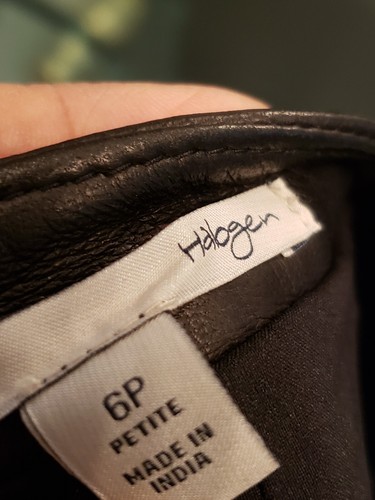 Halogen
6P
PETITE
MADE IN
INDIA